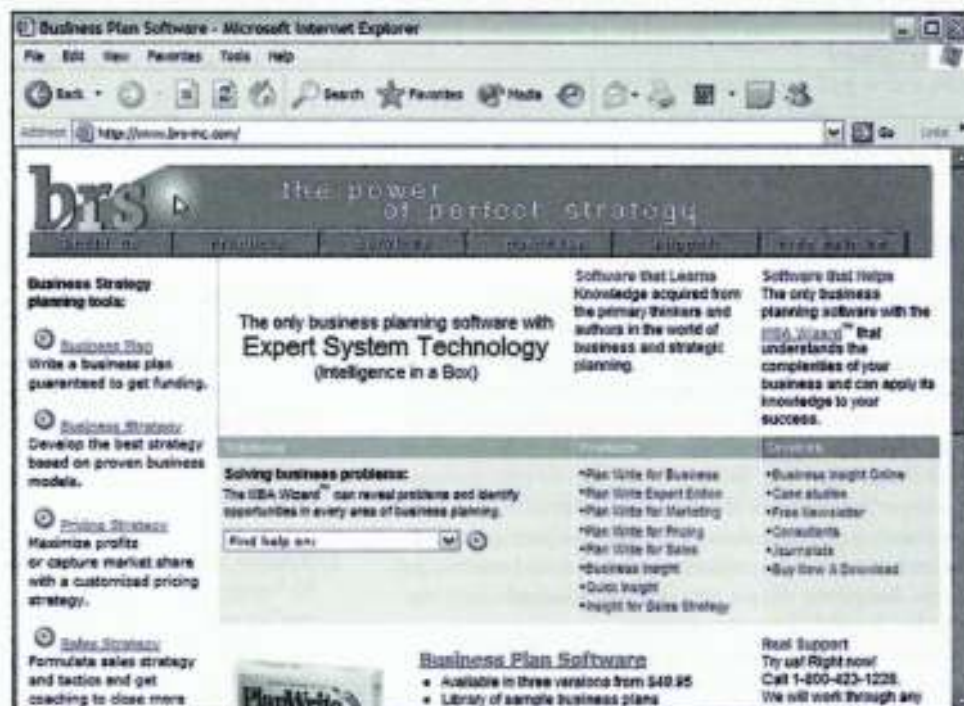 Business Plan Software - Microsoft Internet Explorer
File Edit View Favorites Tools Help
Back Search Favorites Media
Address http://www.brs-inc.com/ Go Links
brs
the power
of perfect strategy
about us products services support
Business Strategy
planning tools:
Business Plan
Write a business plan
guaranteed to get funding.
Business Strategy
Develop the best strategy
based on proven business
models.
Pricing Strategy
Maximize profits
or capture market share
with a customized pricing
strategy.
Sales Strategy
Formulate sales strategy
and tactics and get
coaching to close more
The only business planning software with
Expert System Technology
(Intelligence in a Box)
Software that Learns
Knowledge acquired from
the primary thinkers and
authors in the world of
business and strategic
planning.
Software that Helps
The only business
planning software with the
MBA Wizard™ that
understands the
complexities of your
business and can apply its
knowledge to your
success.
Solving business problems:
The MBA Wizard™ can reveal problems and identify
opportunities in every area of business planning.
Find help on:
Products
•Plan Write for Business
•Plan Write Expert Edition
•Plan Write for Marketing
•Plan Write for Pricing
•Plan Write for Sales
•Business Insight
•Quick Insight
•Insight for Sales Strategy
•Business Insight Online
•Case studies
•Free Newsletter
•Consultants
•Journalists
•Buy Now & Download
PlanWrite
Business Plan Software
• Available in three versions from $49.95
• Library of sample business plans
Real Support
Try us! Right now!
Call 1-800-423-1228.
We will work through any